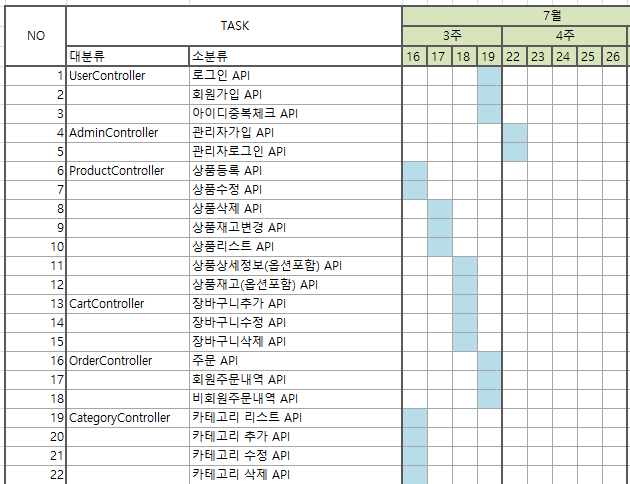 NO TASK 7월
3주 4주
대분류 소분류 16 17 18 19 22 23 24 25 26
1 UserController 로그인 API
2 회원가입 API
3 아이디중복체크 API
4 AdminController 관리자가입 API
5 관리자로그인 API
6 ProductController 상품등록 API
7 상품수정 API
8 상품삭제 API
9 상품재고변경 API
10 상품리스트 API
11 상품상세정보(옵션포함) API
12 상품재고(옵션포함) API
13 CartController 장바구니추가 API
14 장바구니수정 API
15 장바구니삭제 API
16 OrderController 주문 API
17 회원주문내역 API
18 비회원주문내역 API
19 CategoryController 카테고리 리스트 API
20 카테고리 추가 API
21 카테고리 수정 API
22 카테고리 삭제 API